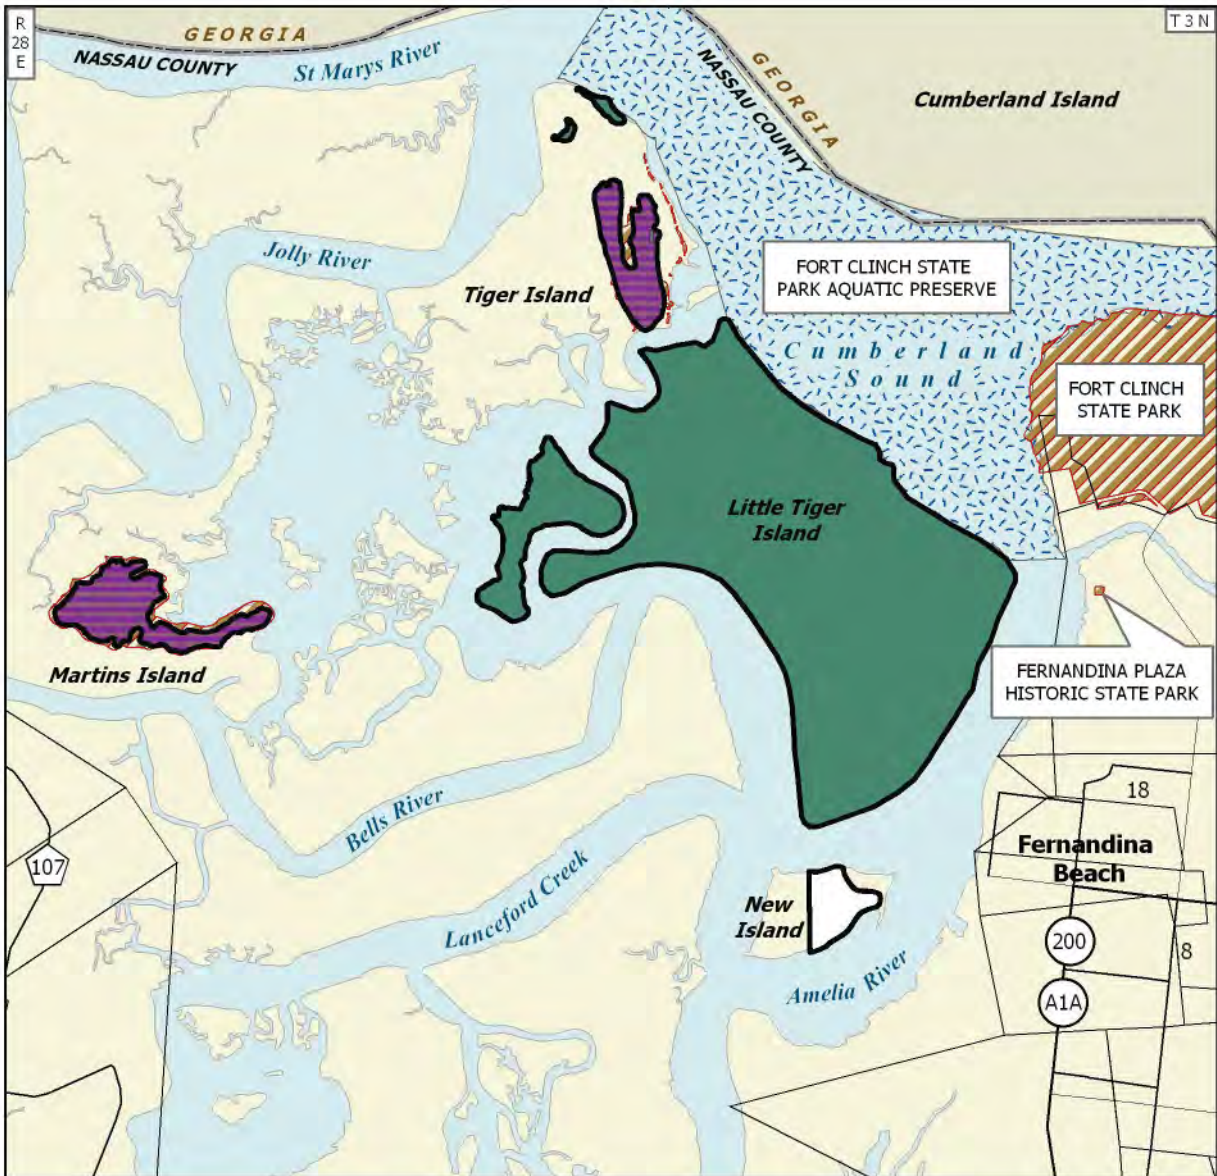 R
28
E
GEORGIA
T 3 N
NASSAU COUNTY
St Marys River
GEORGIA
NASSAU COUNTY
Cumberland Island
Jolly River
Tiger Island
FORT CLINCH STATE
PARK AQUATIC PRESERVE
Cumberland
Sound
FORT CLINCH
STATE PARK
Little Tiger
Island
Martins Island
FERNANDINA PLAZA
HISTORIC STATE PARK
Bells River
18
Fernandina
Beach
107
Lanceford Creek
New
Island
200
8
Amelia River
A1A